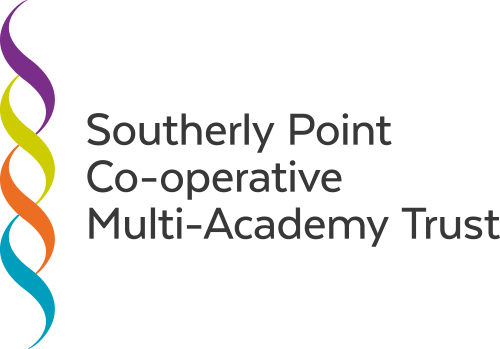 Southerly Point
Co-operative
Multi-Academy Trust